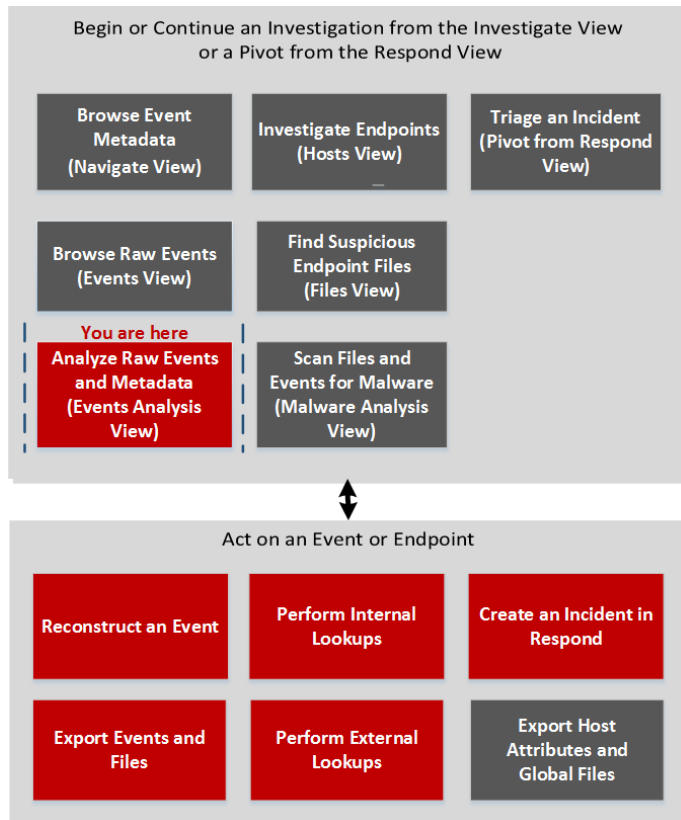 Begin or Continue an Investigation from the Investigate View
or a Pivot from the Respond View
Browse Event
Metadata
(Navigate View)
Investigate Endpoints
(Hosts View)
Triage an Incident
(Pivot from Respond
View)
Browse Raw Events
(Events View)
Find Suspicious
Endpoint Files
(Files View)
You are here
Analyze Raw Events
and Metadata
(Events Analysis
View)
Scan Files and
Events for Malware
(Malware Analysis
View)
Act on an Event or Endpoint
Reconstruct an Event
Perform Internal
Lookups
Create an Incident in
Respond
Export Events and
Files
Perform External
Lookups
Export Host
Attributes and
Global Files